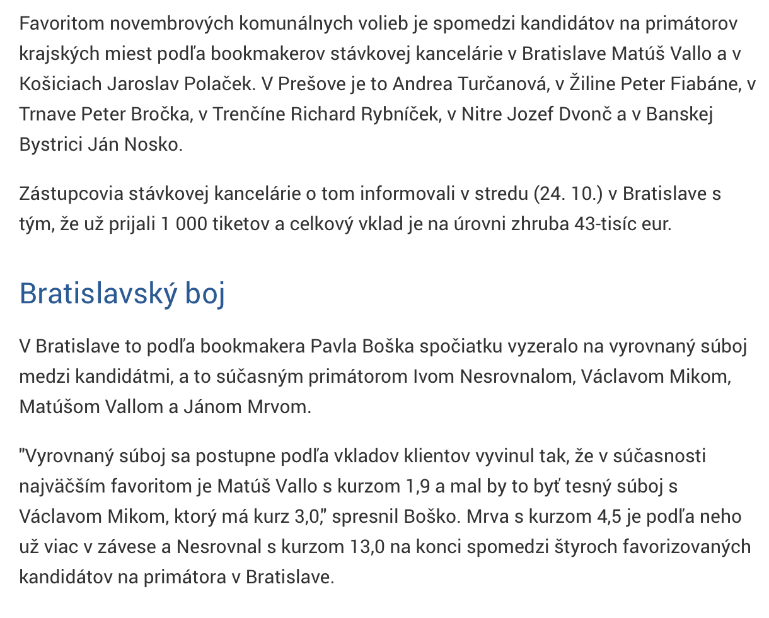 Favoritom novembrových komunálnych volieb je spomedzi kandidátov na primátorov
krajských miest podľa bookmakerov stávkovej kancelárie v Bratislave Matúš Vallo a v
Košiciach Jaroslav Polaček. V Prešove je to Andrea Turčanová, v Žiline Peter Fiabáne, v
Trnave Peter Bročka, v Trenčíne Richard Rybníček, v Nitre Jozef Dvonč a v Banskej
Bystrici Ján Nosko.
Zástupcovia stávkovej kancelárie o tom informovali v stredu (24. 10.) v Bratislave s
tým, že už prijali 1 000 tiketov a celkový vklad je na úrovni zhruba 43-tisíc eur.
Bratislavský boj
V Bratislave to podľa bookmakera Pavla Boška spočiatku vyzeralo na vyrovnaný súboj
medzi kandidátmi, a to súčasným primátorom Ivom Nesrovnalom, Václavom Mikom,
Matúšom Vallom a Jánom Mrvom.
"Vyrovnaný súboj sa postupne podľa vkladov klientov vyvinul tak, že v súčasnosti
najväčším favoritom je Matúš Vallo s kurzom 1,9 a mal by to byť tesný súboj s
Václavom Mikom, ktorý má kurz 3,0," spresnil Boško. Mrva s kurzom 4,5 je podľa neho
už viac v závese a Nesrovnal s kurzom 13,0 na konci spomedzi štyroch favorizovaných
kandidátov na primátora v Bratislave.